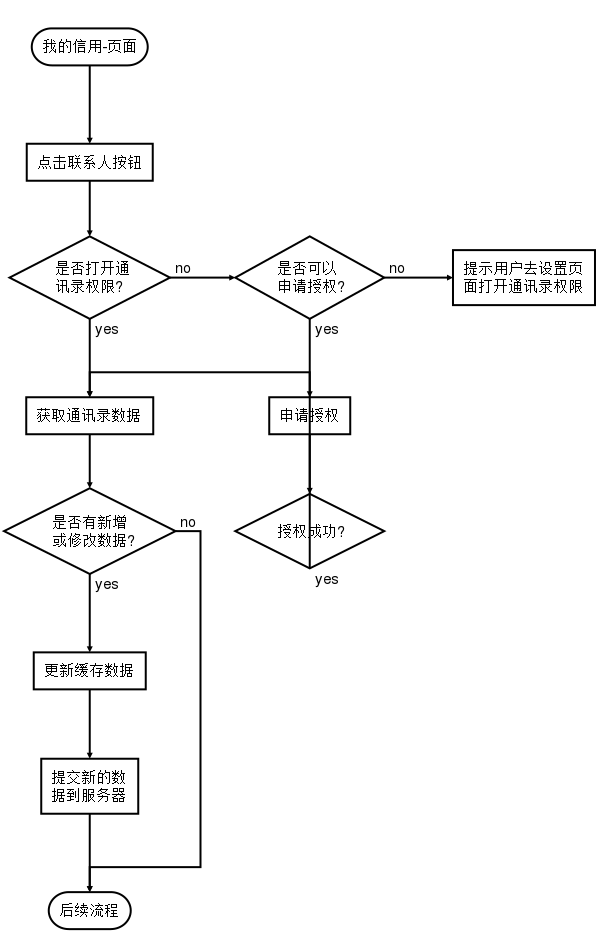 我的信用-页面
点击联系人按钮
是否打开通
讯录权限?
no
是否可以
申请授权?
no
提示用户去设置页
面打开通讯录权限
yes
yes
获取通讯录数据
申请授权
是否有新增
或修改数据?
no
授权成功?
yes
yes
更新缓存数据
提交新的数
据到服务器
后续流程